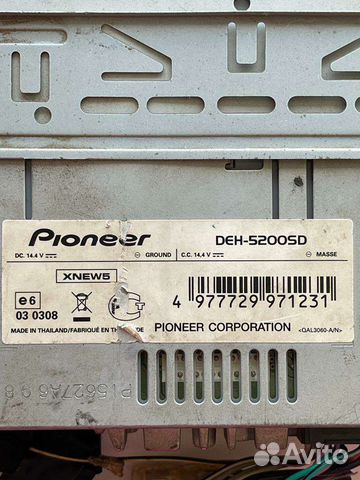 Pioneer
DEH-5200SD
DC. 14.4 V ⎓ ⊖ GROUND
C.C. 14,4 V ⎓ ⊖ MASSE
XNEW5
e6
03 0308
4 977729 971231
MADE IN THAILAND/FABRIQUÉ EN TH
PIONEER CORPORATION
<QAL3060-A/N>
Avito